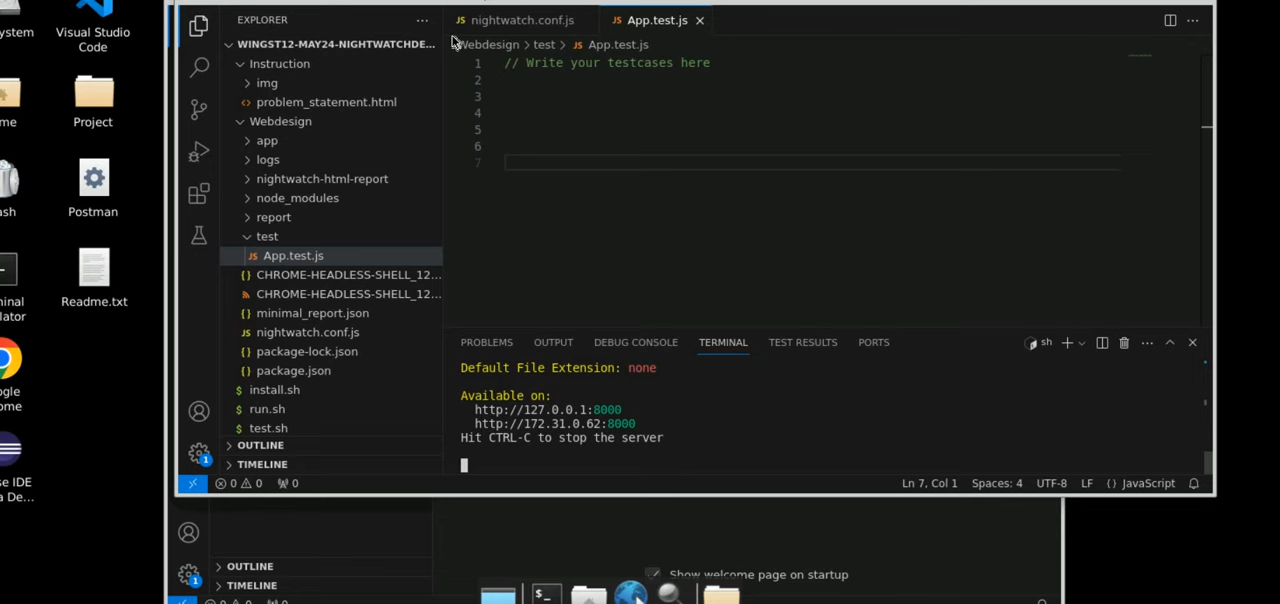 ystem
Visual Studio
Code
me
Project
ash
Postman
minal
lator
Readme.txt
ogle
ome
se IDE
a De...
EXPLORER
WINGST12-MAY24-NIGHTWATCHDE...
Instruction
img
problem_statement.html
Webdesign
app
logs
nightwatch-html-report
node_modules
report
test
App.test.js
CHROME-HEADLESS-SHELL_12...
CHROME-HEADLESS-SHELL_12...
minimal_report.json
nightwatch.conf.js
package-lock.json
package.json
install.sh
run.sh
test.sh
OUTLINE
TIMELINE
JS nightwatch.conf.js
JS App.test.js
Webdesign > test > JS App.test.js
1 // Write your testcases here
2
3
4
5
6
7
PROBLEMS OUTPUT DEBUG CONSOLE TERMINAL TEST RESULTS PORTS
sh
Default File Extension: none
Available on:
http://127.0.0.1:8000
http://172.31.0.62:8000
Hit CTRL-C to stop the server
0 0 0
Ln 7, Col 1 Spaces: 4 UTF-8 LF {} JavaScript
1
OUTLINE
TIMELINE
1
Show welcome page on startup